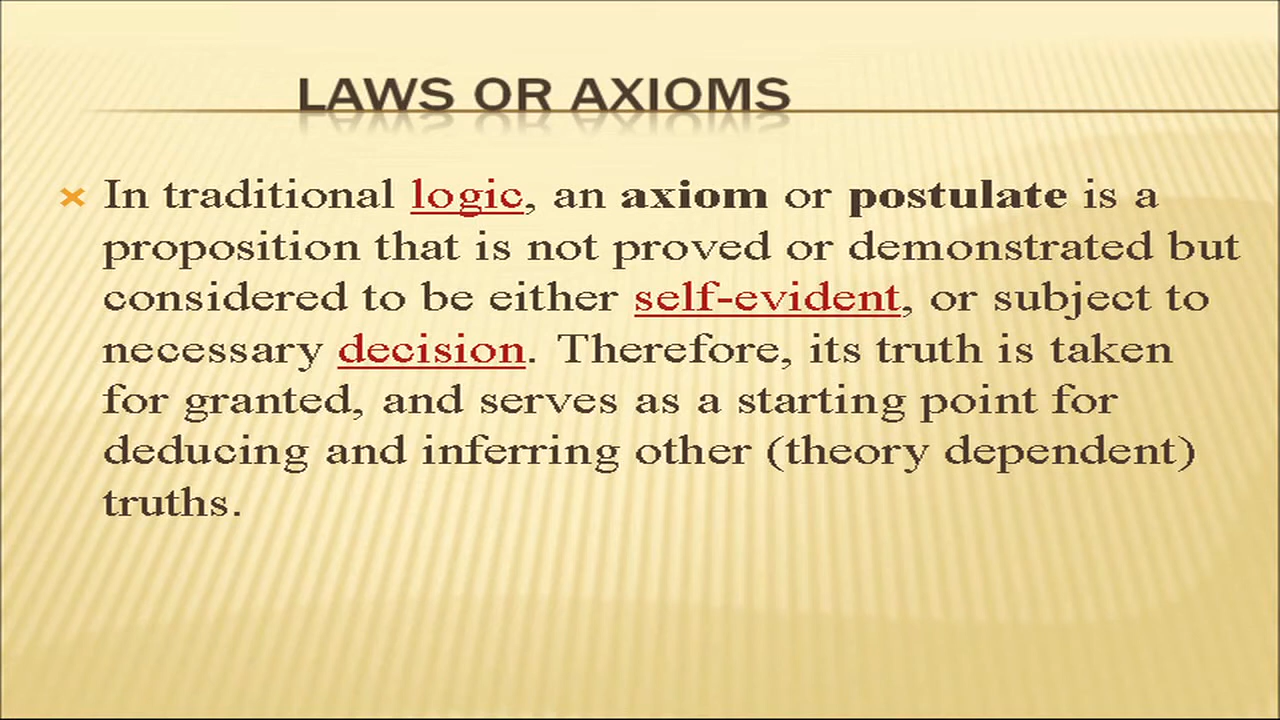 LAWS OR AXIOMS
In traditional logic, an axiom or postulate is a
proposition that is not proved or demonstrated but
considered to be either self-evident, or subject to
necessary decision. Therefore, its truth is taken
for granted, and serves as a starting point for
deducing and inferring other (theory dependent)
truths.